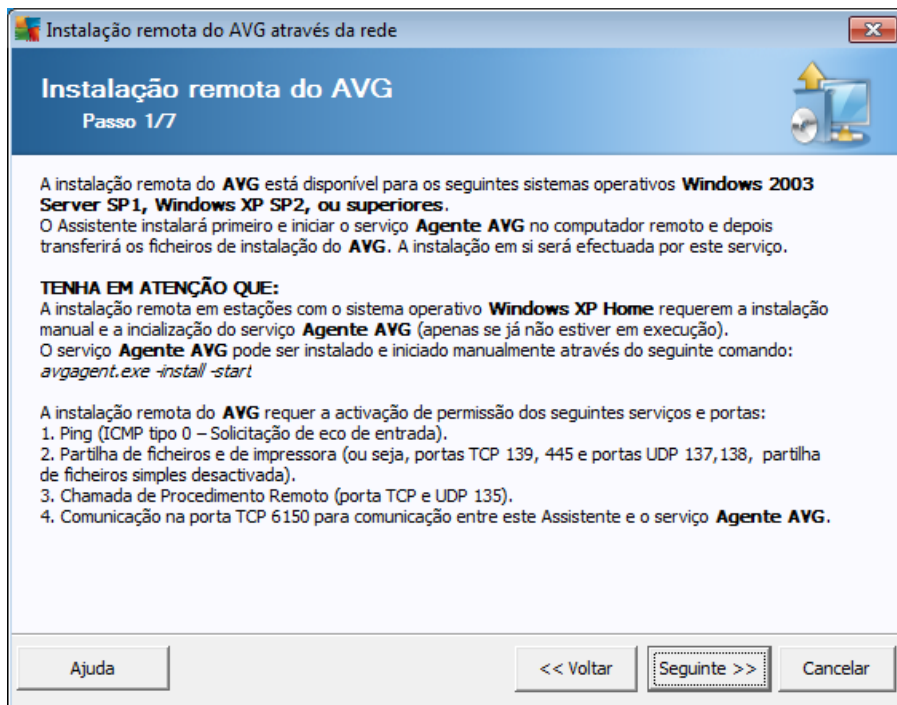 Instalação remota do AVG através da rede
Instalação remota do AVG
Passo 1/7
A instalação remota do AVG está disponível para os seguintes sistemas operativos Windows 2003
Server SP1, Windows XP SP2, ou superiores.
O Assistente instalará primeiro e iniciar o serviço Agente AVG no computador remoto e depois
transferirá os ficheiros de instalação do AVG. A instalação em si será efectuada por este serviço.
TENHA EM ATENÇÃO QUE:
A instalação remota em estações com o sistema operativo Windows XP Home requerem a instalação
manual e a incialização do serviço Agente AVG (apenas se já não estiver em execução).
O serviço Agente AVG pode ser instalado e iniciado manualmente através do seguinte comando:
avgagent.exe -install -start
A instalação remota do AVG requer a activação de permissão dos seguintes serviços e portas:
1. Ping (ICMP tipo 0 – Solicitação de eco de entrada).
2. Partilha de ficheiros e de impressora (ou seja, portas TCP 139, 445 e portas UDP 137,138, partilha
de ficheiros simples desactivada).
3. Chamada de Procedimento Remoto (porta TCP e UDP 135).
4. Comunicação na porta TCP 6150 para comunicação entre este Assistente e o serviço Agente AVG.
Ajuda
<< Voltar
Seguinte >>
Cancelar